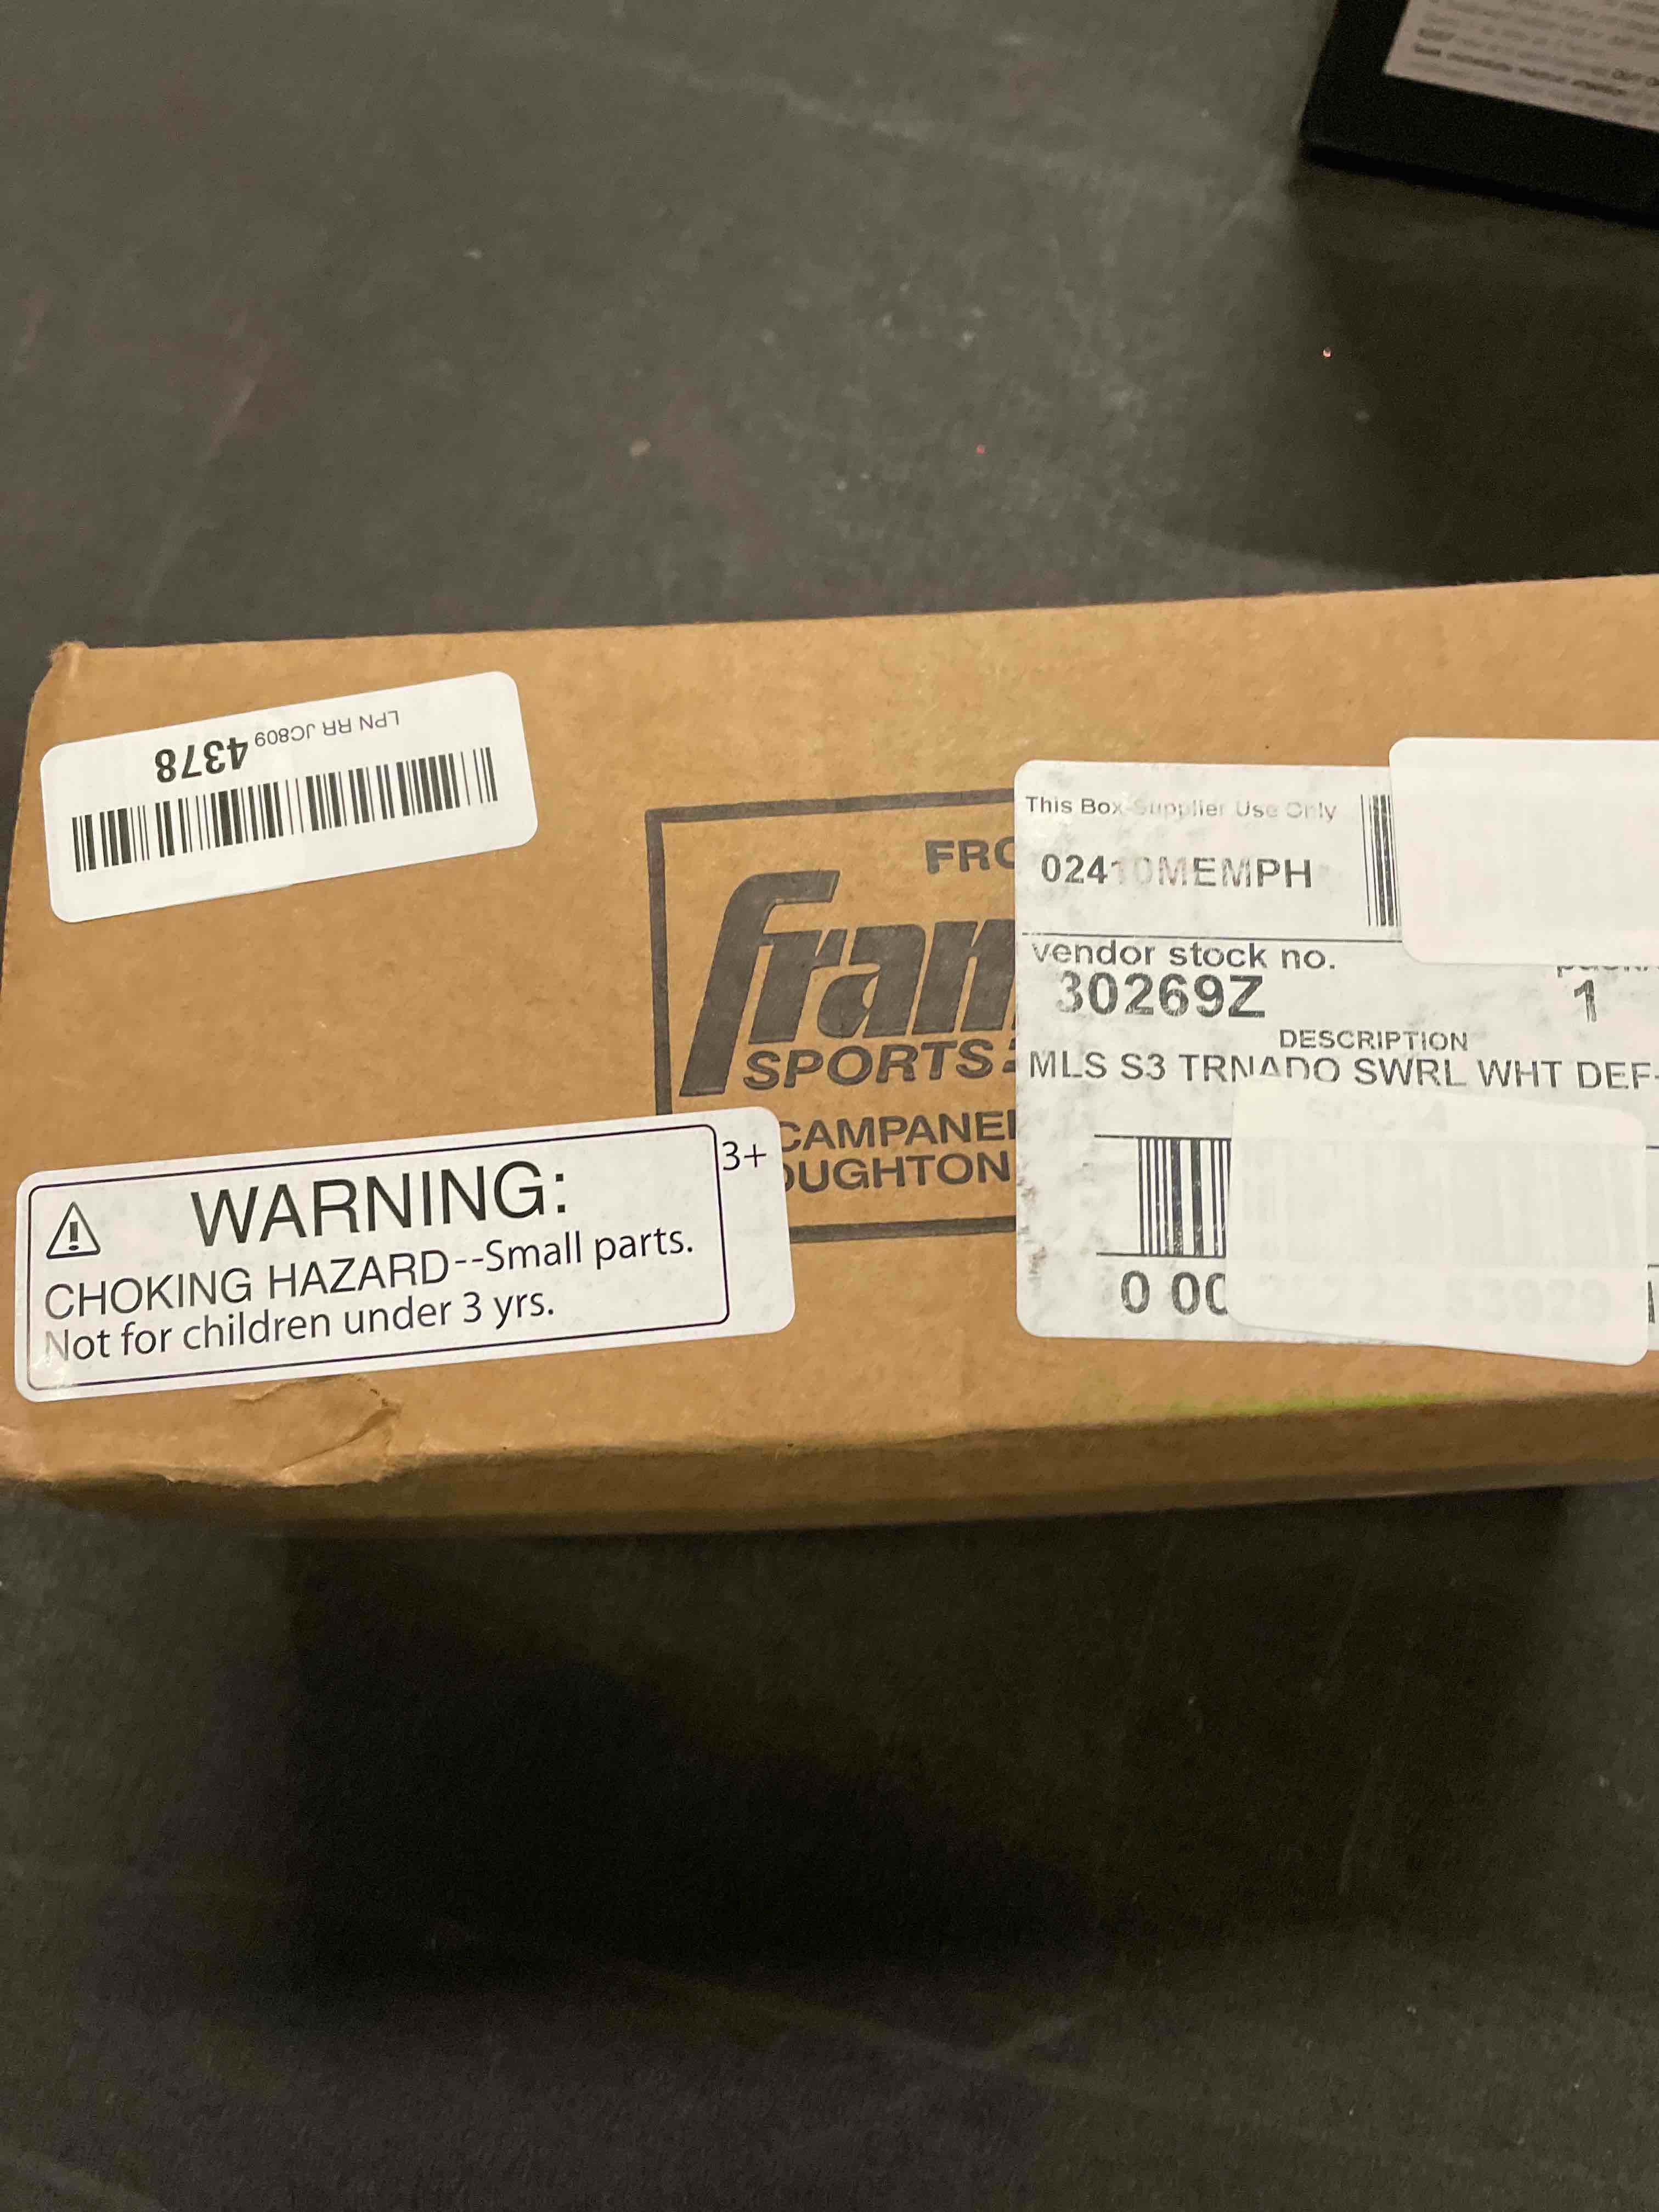 LPN RR JC809 4378
This Box Supplier Use Only
02410MEMPH
vendor stock no.
30269Z
1
DESCRIPTION
MLS S3 TRNADO SWRL WHT DEF-
0 00
FRO
fran
SPORTS
CAMPANE
OUGHTON
WARNING:
CHOKING HAZARD--Small parts.
Not for children under 3 yrs.
3+